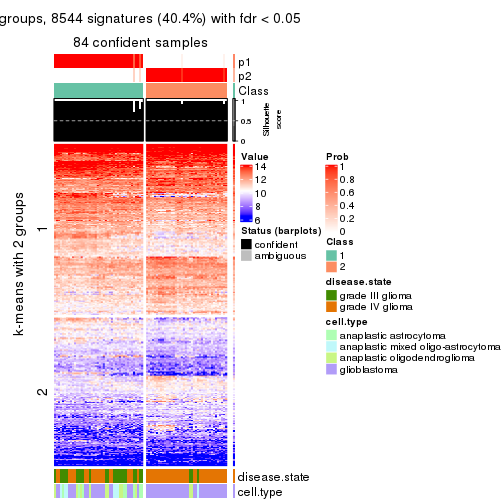 groups, 8544 signatures (40.4%) with fdr < 0.05
84 confident samples
p1
p2
Class
1
0.5
0
Silhouette
score
k-means with 2 groups
1
2
Value
14
12
10
8
6
Status (barplots)
confident
ambiguous
Prob
1
0.8
0.6
0.4
0.2
0
Class
1
2
disease.state
grade III glioma
grade IV glioma
cell.type
anaplastic astrocytoma
anaplastic mixed oligo-astrocytoma
anaplastic oligodendroglioma
glioblastoma
disease.state
cell.type